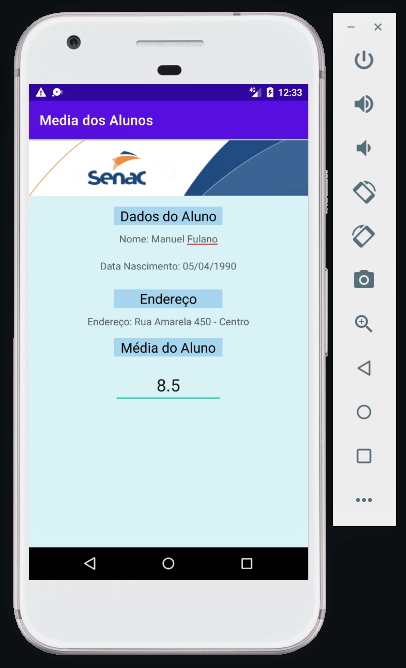 4G 12:33
Media dos Alunos
Senac
Dados do Aluno
Nome: Manuel Fulano
Data Nascimento: 05/04/1990
Endereço
Endereço: Rua Amarela 450 - Centro
Média do Aluno
8.5